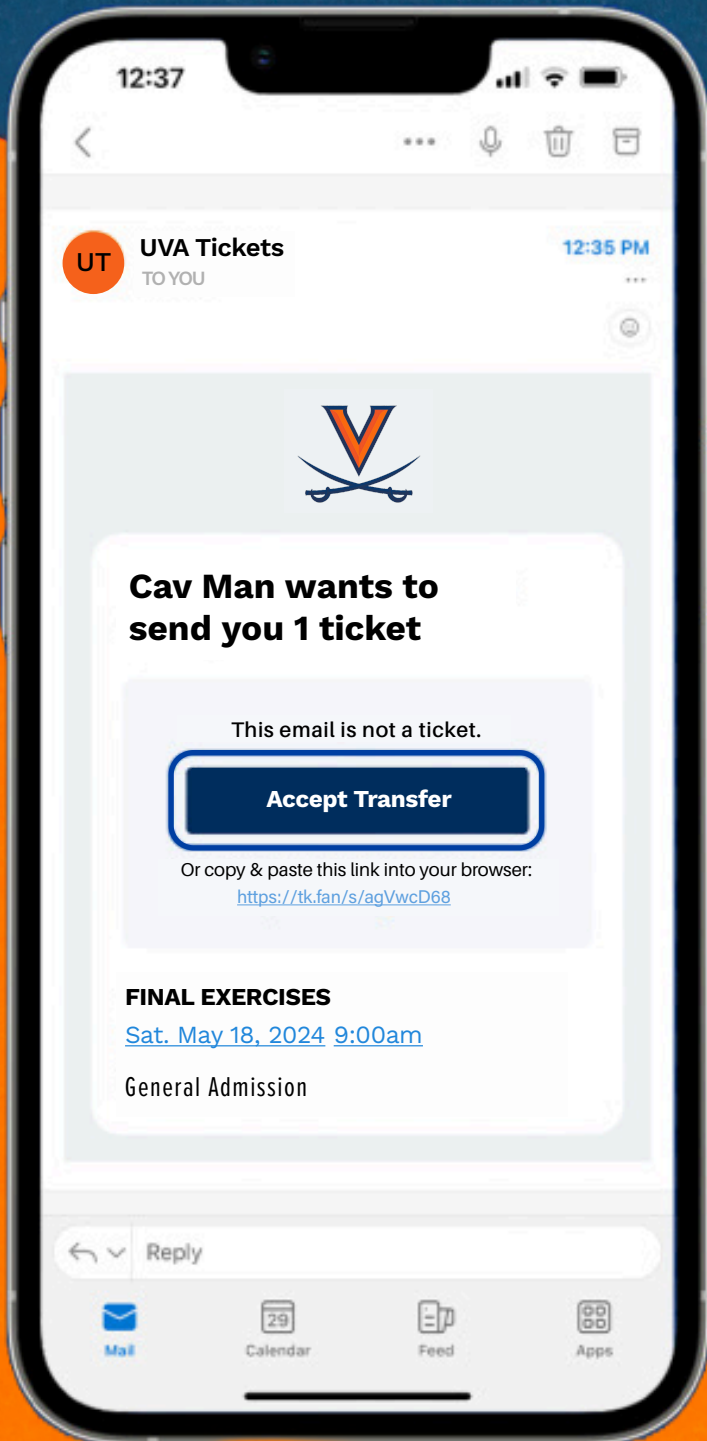 12:37
UT
UVA Tickets
12:35 PM
TO YOU
V
Cav Man wants to
send you 1 ticket
This email is not a ticket.
Accept Transfer
Or copy & paste this link into your browser:
https://tk.fan/s/agVwcD68
FINAL EXERCISES
Sat. May 18, 2024 9:00am
General Admission
Reply
29
Mail
Calendar
Feed
Apps